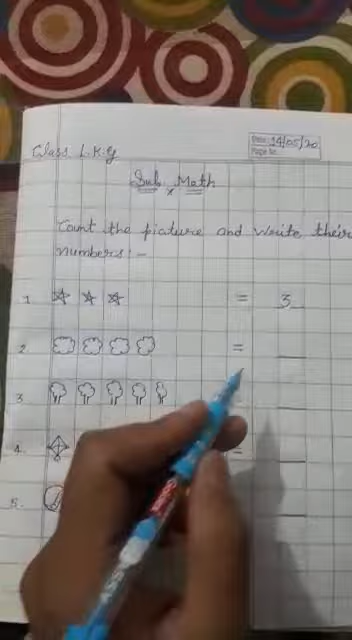 Class L.K.G
Date: 14/05/20
Page No.
Sub × Math
Count the picture and write their
numbers:-
1 = 3
2 =
3
4. =
5.